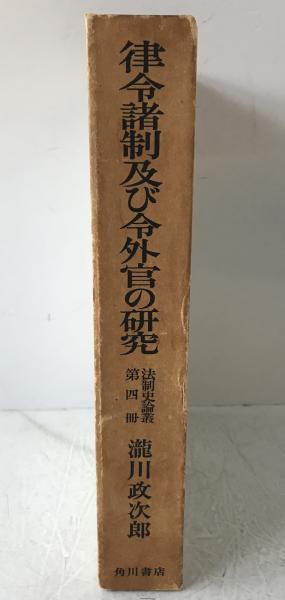 律令諸制及び令外官の研究
法制史論叢
第四冊
瀧川政次郎
角川書店